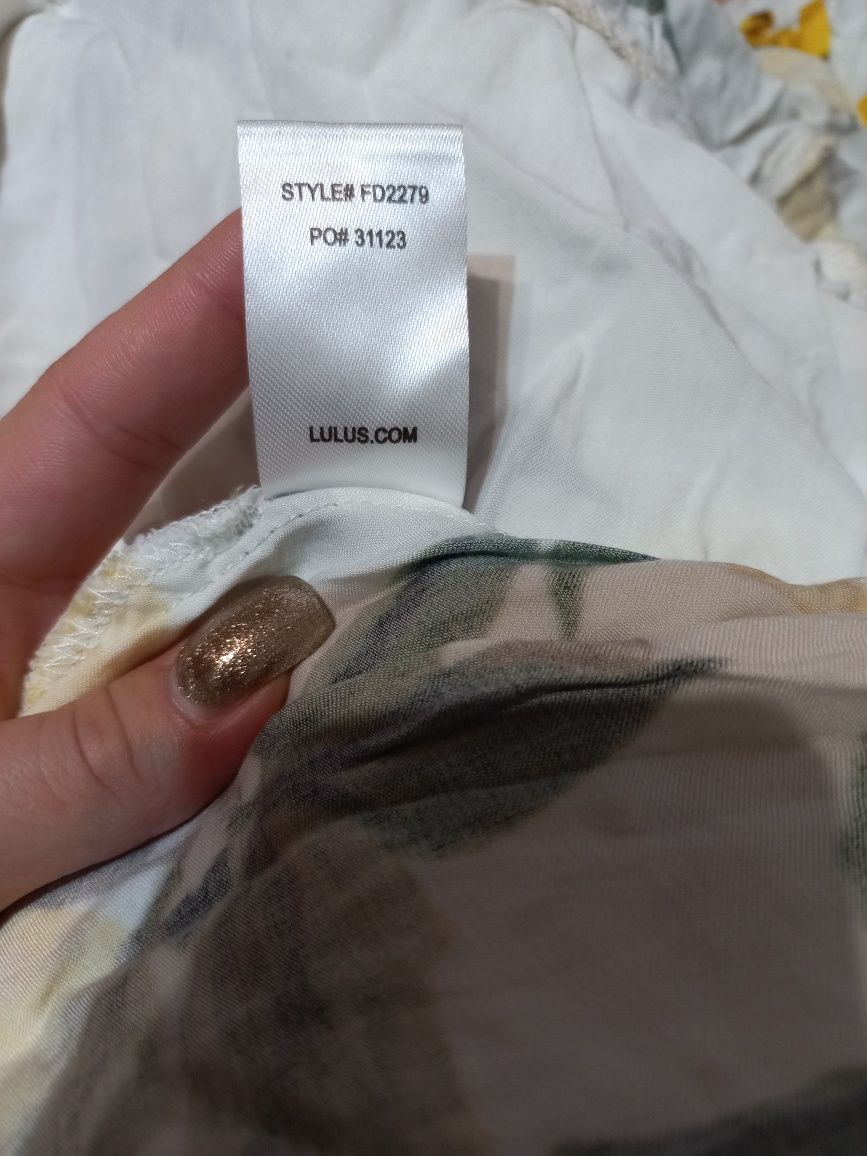 STYLE# FD2279
PO# 31123
LULUS.COM